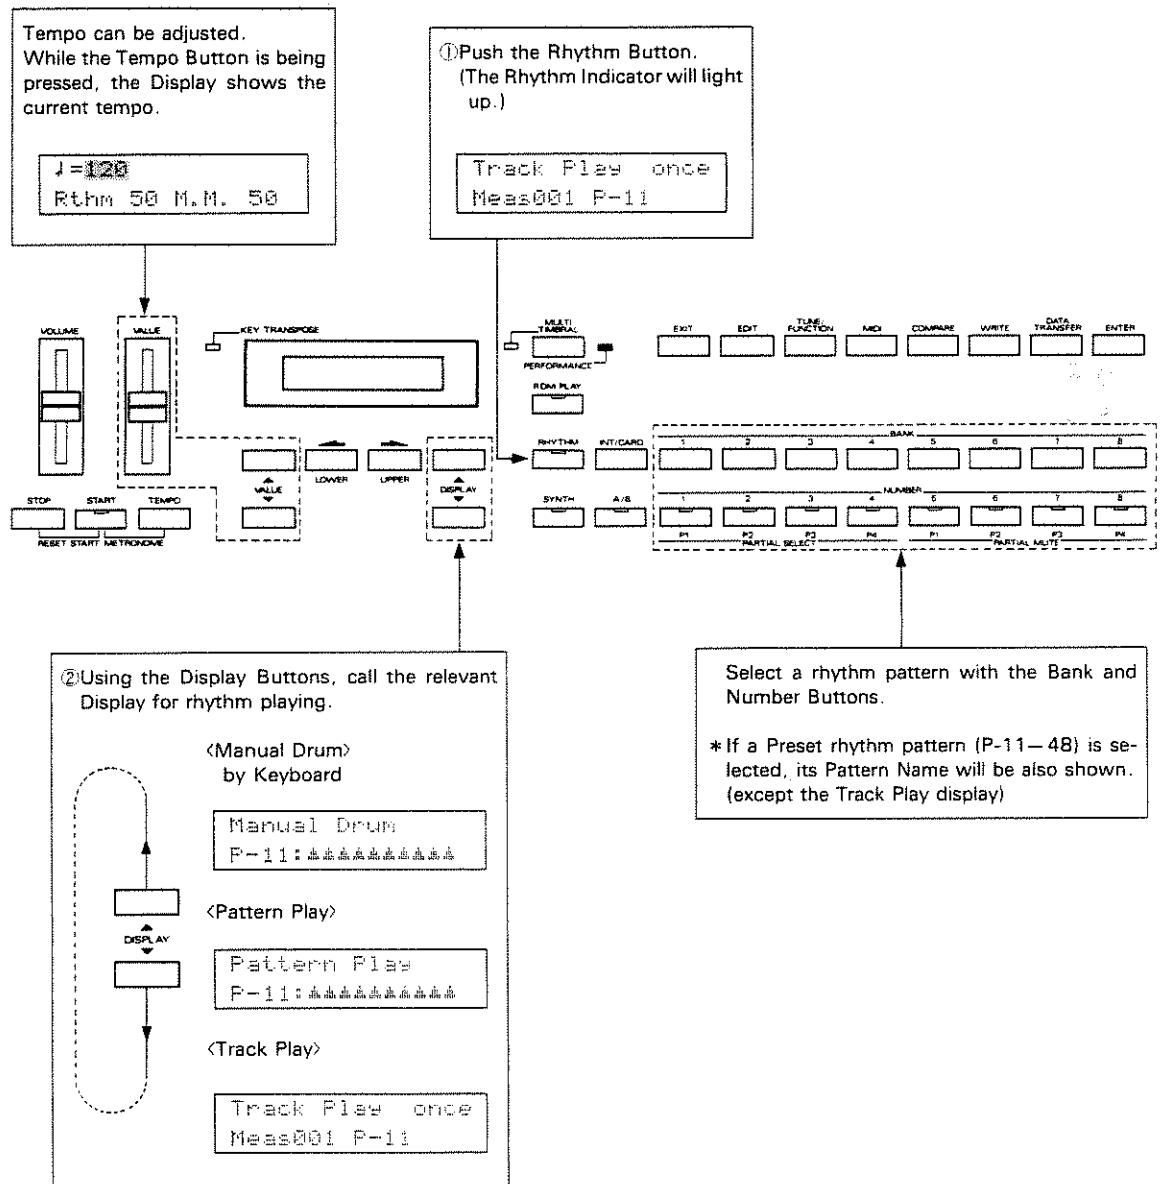 Tempo can be adjusted.
While the Tempo Button is being
pressed, the Display shows the
current tempo.
♩=120
Rthm 50 M.M. 50
①Push the Rhythm Button.
(The Rhythm Indicator will light
up.)
Track Play once
Meas001 P-11
VOLUME
VALUE
KEY TRANSPOSE
MULTI
TIMBRAL
PERFORMANCE
EXIT
EDIT
TUNE/
FUNCTION
MIDI
COMPARE
WRITE
DATA
TRANSFER
ENTER
RDM PLAY
RHYTHM
INT/CARD
BANK
1 2 3 4 5 6 7 8
VALUE
LOWER
UPPER
DISPLAY
STOP
START
TEMPO
RESET START METRONOME
SYNTH
A/B
NUMBER
1 2 3 4 5 6 7 8
P1 P2 P3 P4 P1 P2 P3 P4
PARTIAL SELECT
PARTIAL MUTE
②Using the Display Buttons, call the relevant
Display for rhythm playing.
〈Manual Drum〉
by Keyboard
Manual Drum
P-11:
DISPLAY
〈Pattern Play〉
Pattern Play
P-11:
〈Track Play〉
Track Play once
Meas001 P-11
Select a rhythm pattern with the Bank and
Number Buttons.
*If a Preset rhythm pattern (P-11—48) is se-
lected, its Pattern Name will be also shown.
(except the Track Play display)